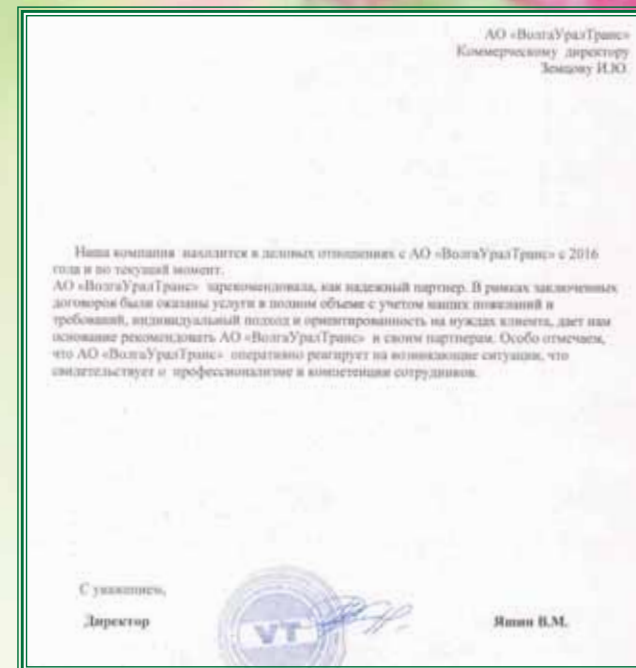 АО «ВолгаУралТранс»
Коммерческому директору
Земцову И.Ю.
Наша компания находится в деловых отношениях с АО «ВолгаУралТранс» с 2016
года и по текущий момент.
АО «ВолгаУралТранс» зарекомендовала, как надежный партнер. В рамках заключенных
договоров были оказаны услуги в полном объеме с учетом наших пожеланий и
требований, индивидуальный подход и ориентированность на нуждах клиента, дает нам
основание рекомендовать АО «ВолгаУралТранс» и своим партнерам. Особо отмечаем,
что АО «ВолгаУралТранс» оперативно реагирует на возникающие ситуации, что
свидетельствует о профессионализме и компетенции сотрудников.
С уважением,
Директор
VT
Яшин В.М.